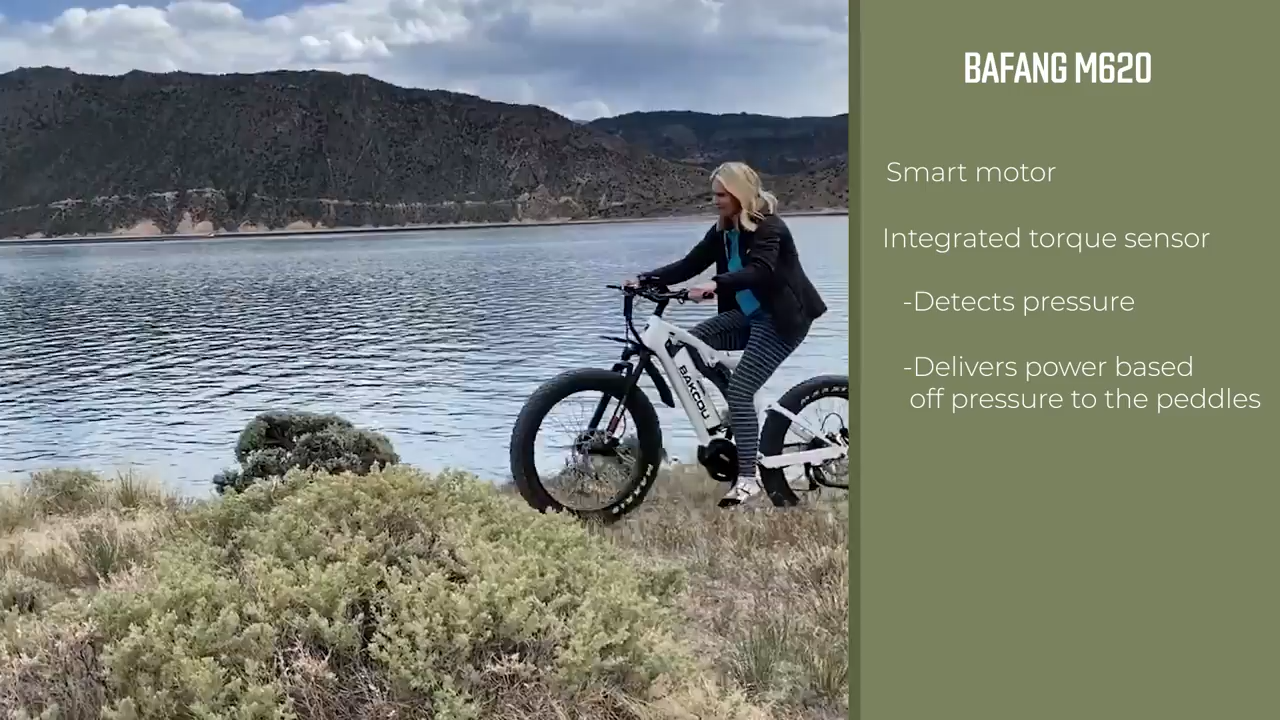 BAFANG M620
Smart motor
Integrated torque sensor
-Detects pressure
-Delivers power based
off pressure to the peddles
BAKCOU